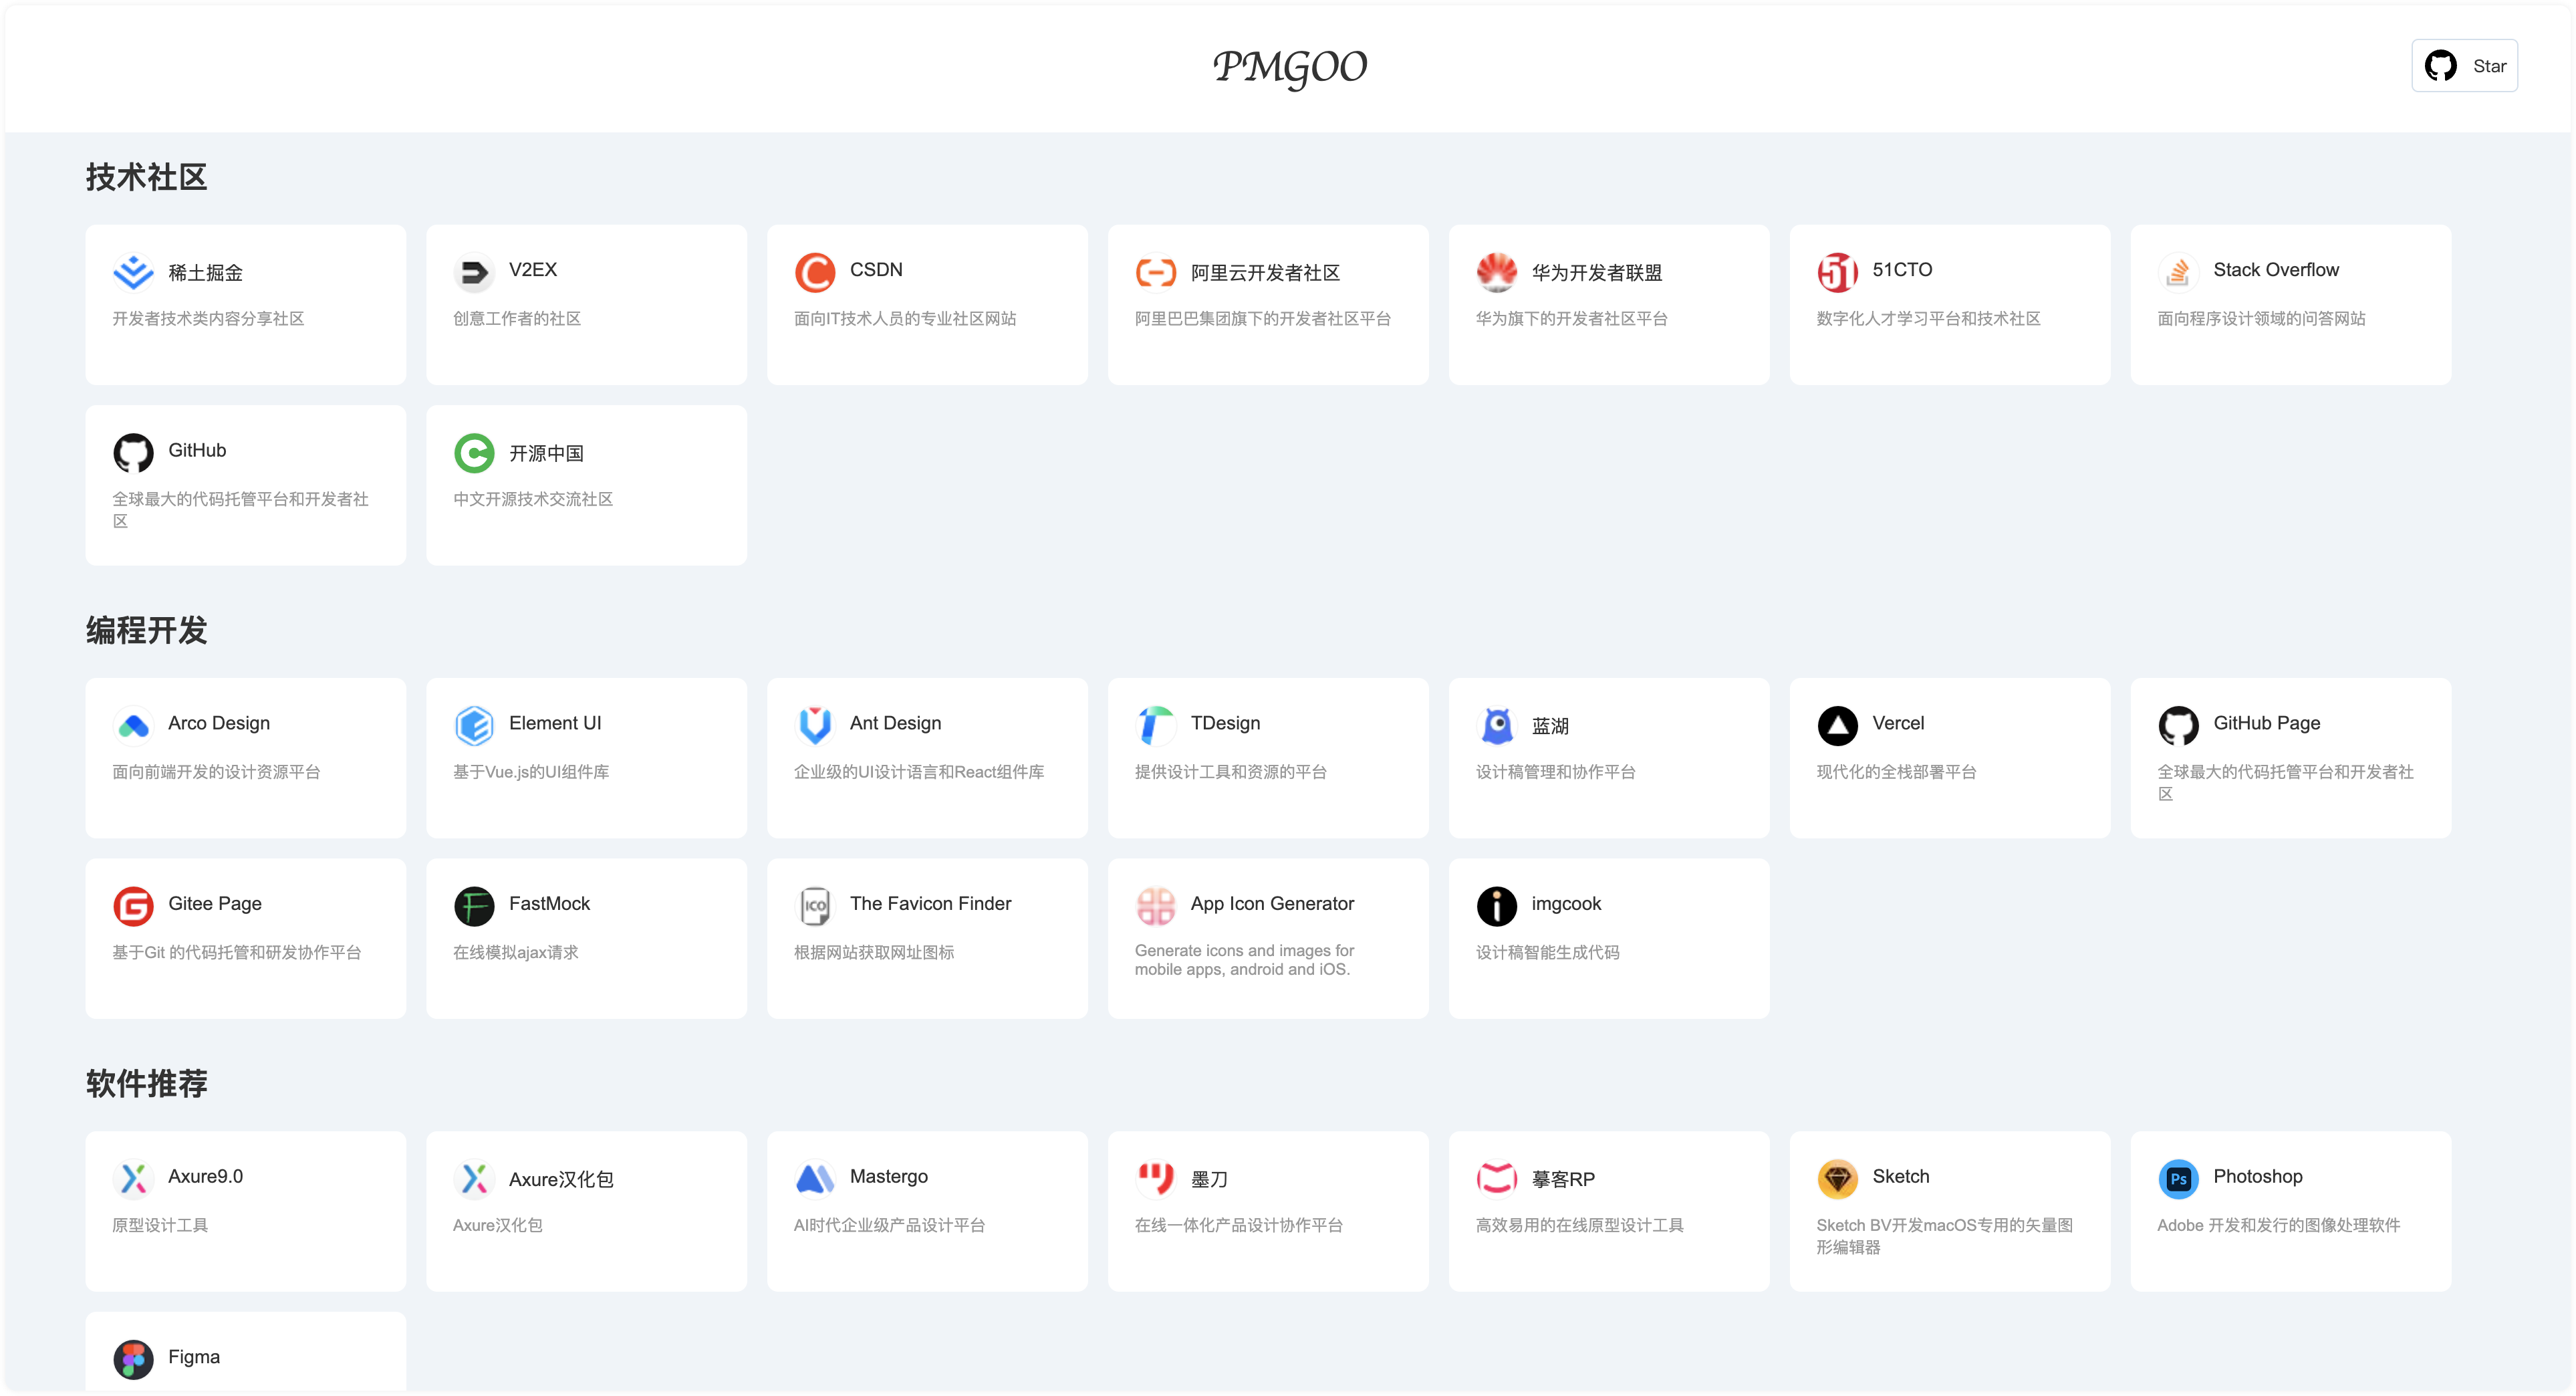 PMGOO
Star
技术社区
稀土掘金
开发者技术类内容分享社区
V2EX
创意工作者的社区
CSDN
面向IT技术人员的专业社区网站
阿里云开发者社区
阿里巴巴集团旗下的开发者社区平台
华为开发者联盟
华为旗下的开发者社区平台
51
51CTO
数字化人才学习平台和技术社区
Stack Overflow
面向程序设计领域的问答网站
GitHub
全球最大的代码托管平台和开发者社
区
开源中国
中文开源技术交流社区
编程开发
Arco Design
面向前端开发的设计资源平台
Element UI
基于Vue.js的UI组件库
Ant Design
企业级的UI设计语言和React组件库
TDesign
提供设计工具和资源的平台
蓝湖
设计稿管理和协作平台
Vercel
现代化的全栈部署平台
GitHub Page
全球最大的代码托管平台和开发者社
区
Gitee Page
基于Git 的代码托管和研发协作平台
FastMock
在线模拟ajax请求
ICO
The Favicon Finder
根据网站获取网址图标
App Icon Generator
Generate icons and images for
mobile apps, android and iOS.
imgcook
设计稿智能生成代码
软件推荐
Axure9.0
原型设计工具
Axure汉化包
Axure汉化包
Mastergo
AI时代企业级产品设计平台
墨刀
在线一体化产品设计协作平台
摹客RP
高效易用的在线原型设计工具
Sketch
Sketch BV开发macOS专用的矢量图
形编辑器
Ps
Photoshop
Adobe 开发和发行的图像处理软件
Figma